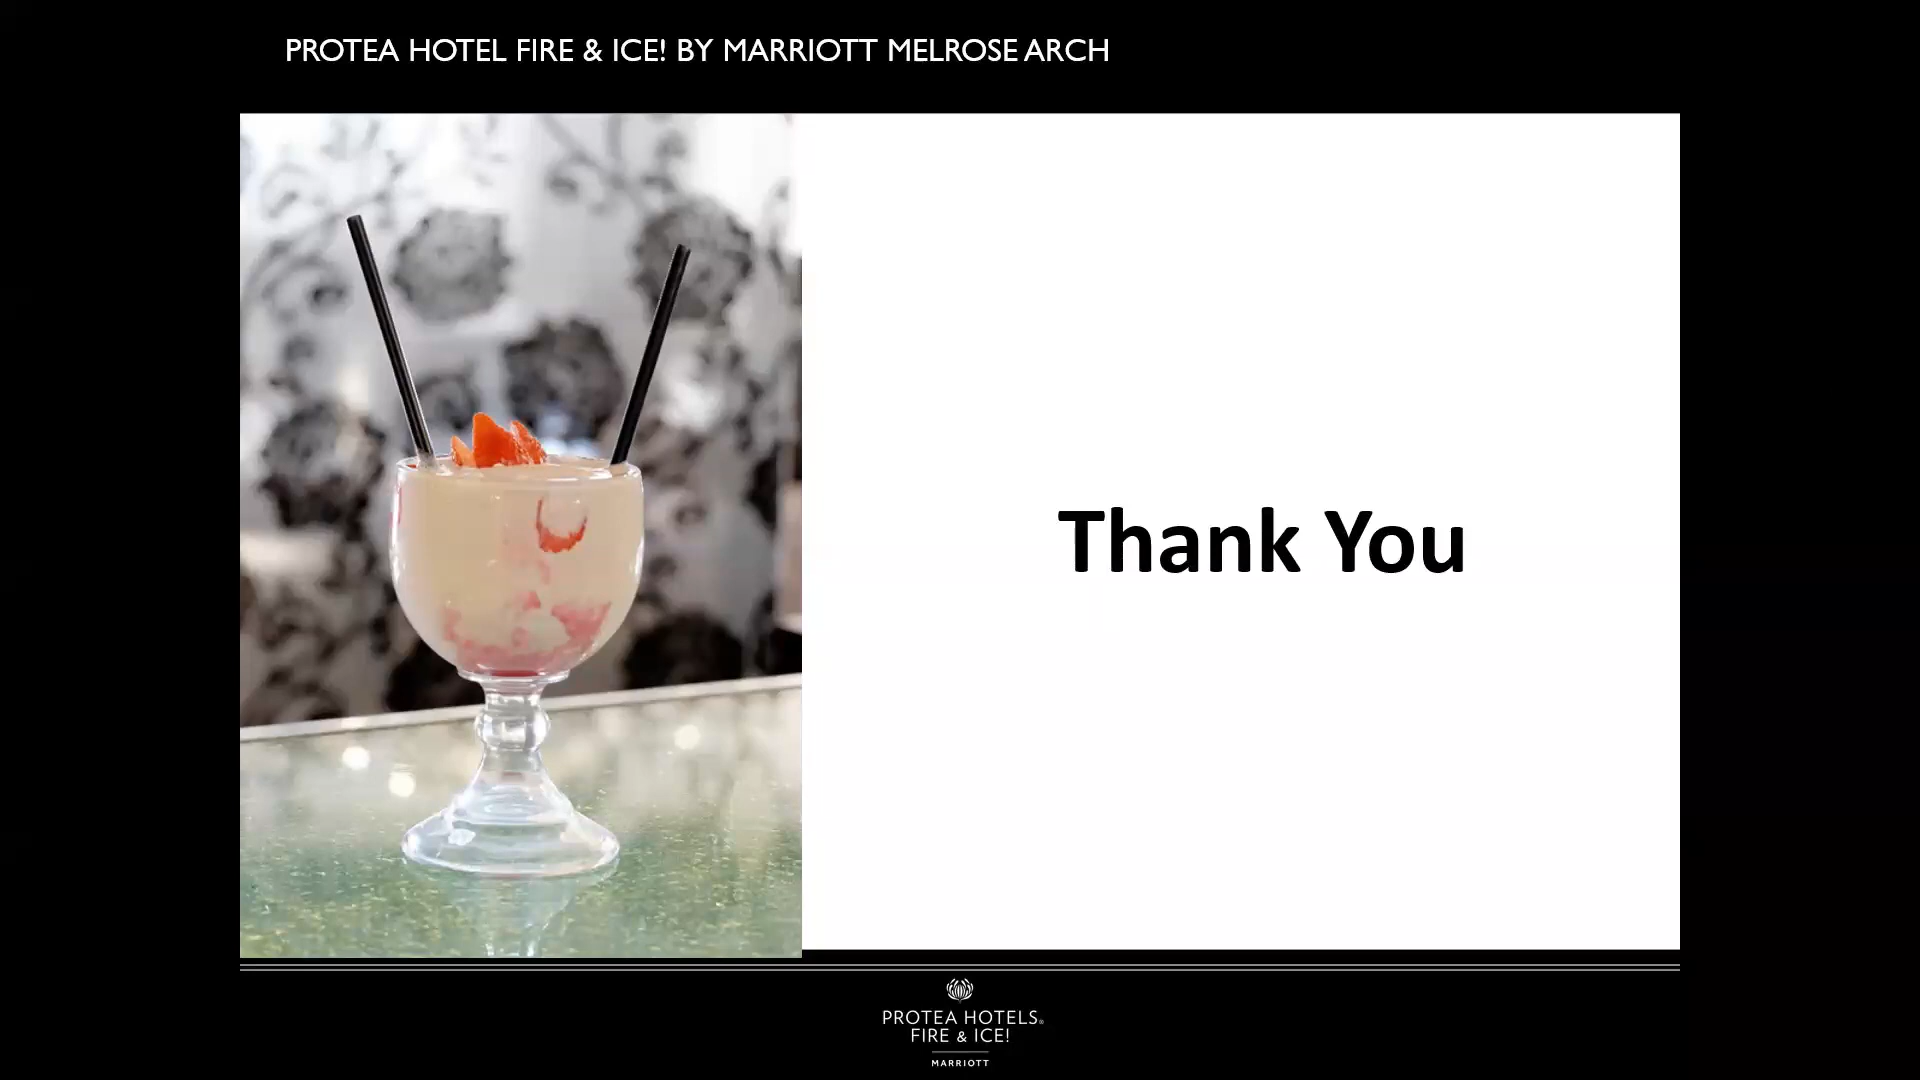 PROTEA HOTEL FIRE & ICE! BY MARRIOTT MELROSE ARCH
Thank You
PROTEA HOTELS®
FIRE & ICE!
MARRIOTT